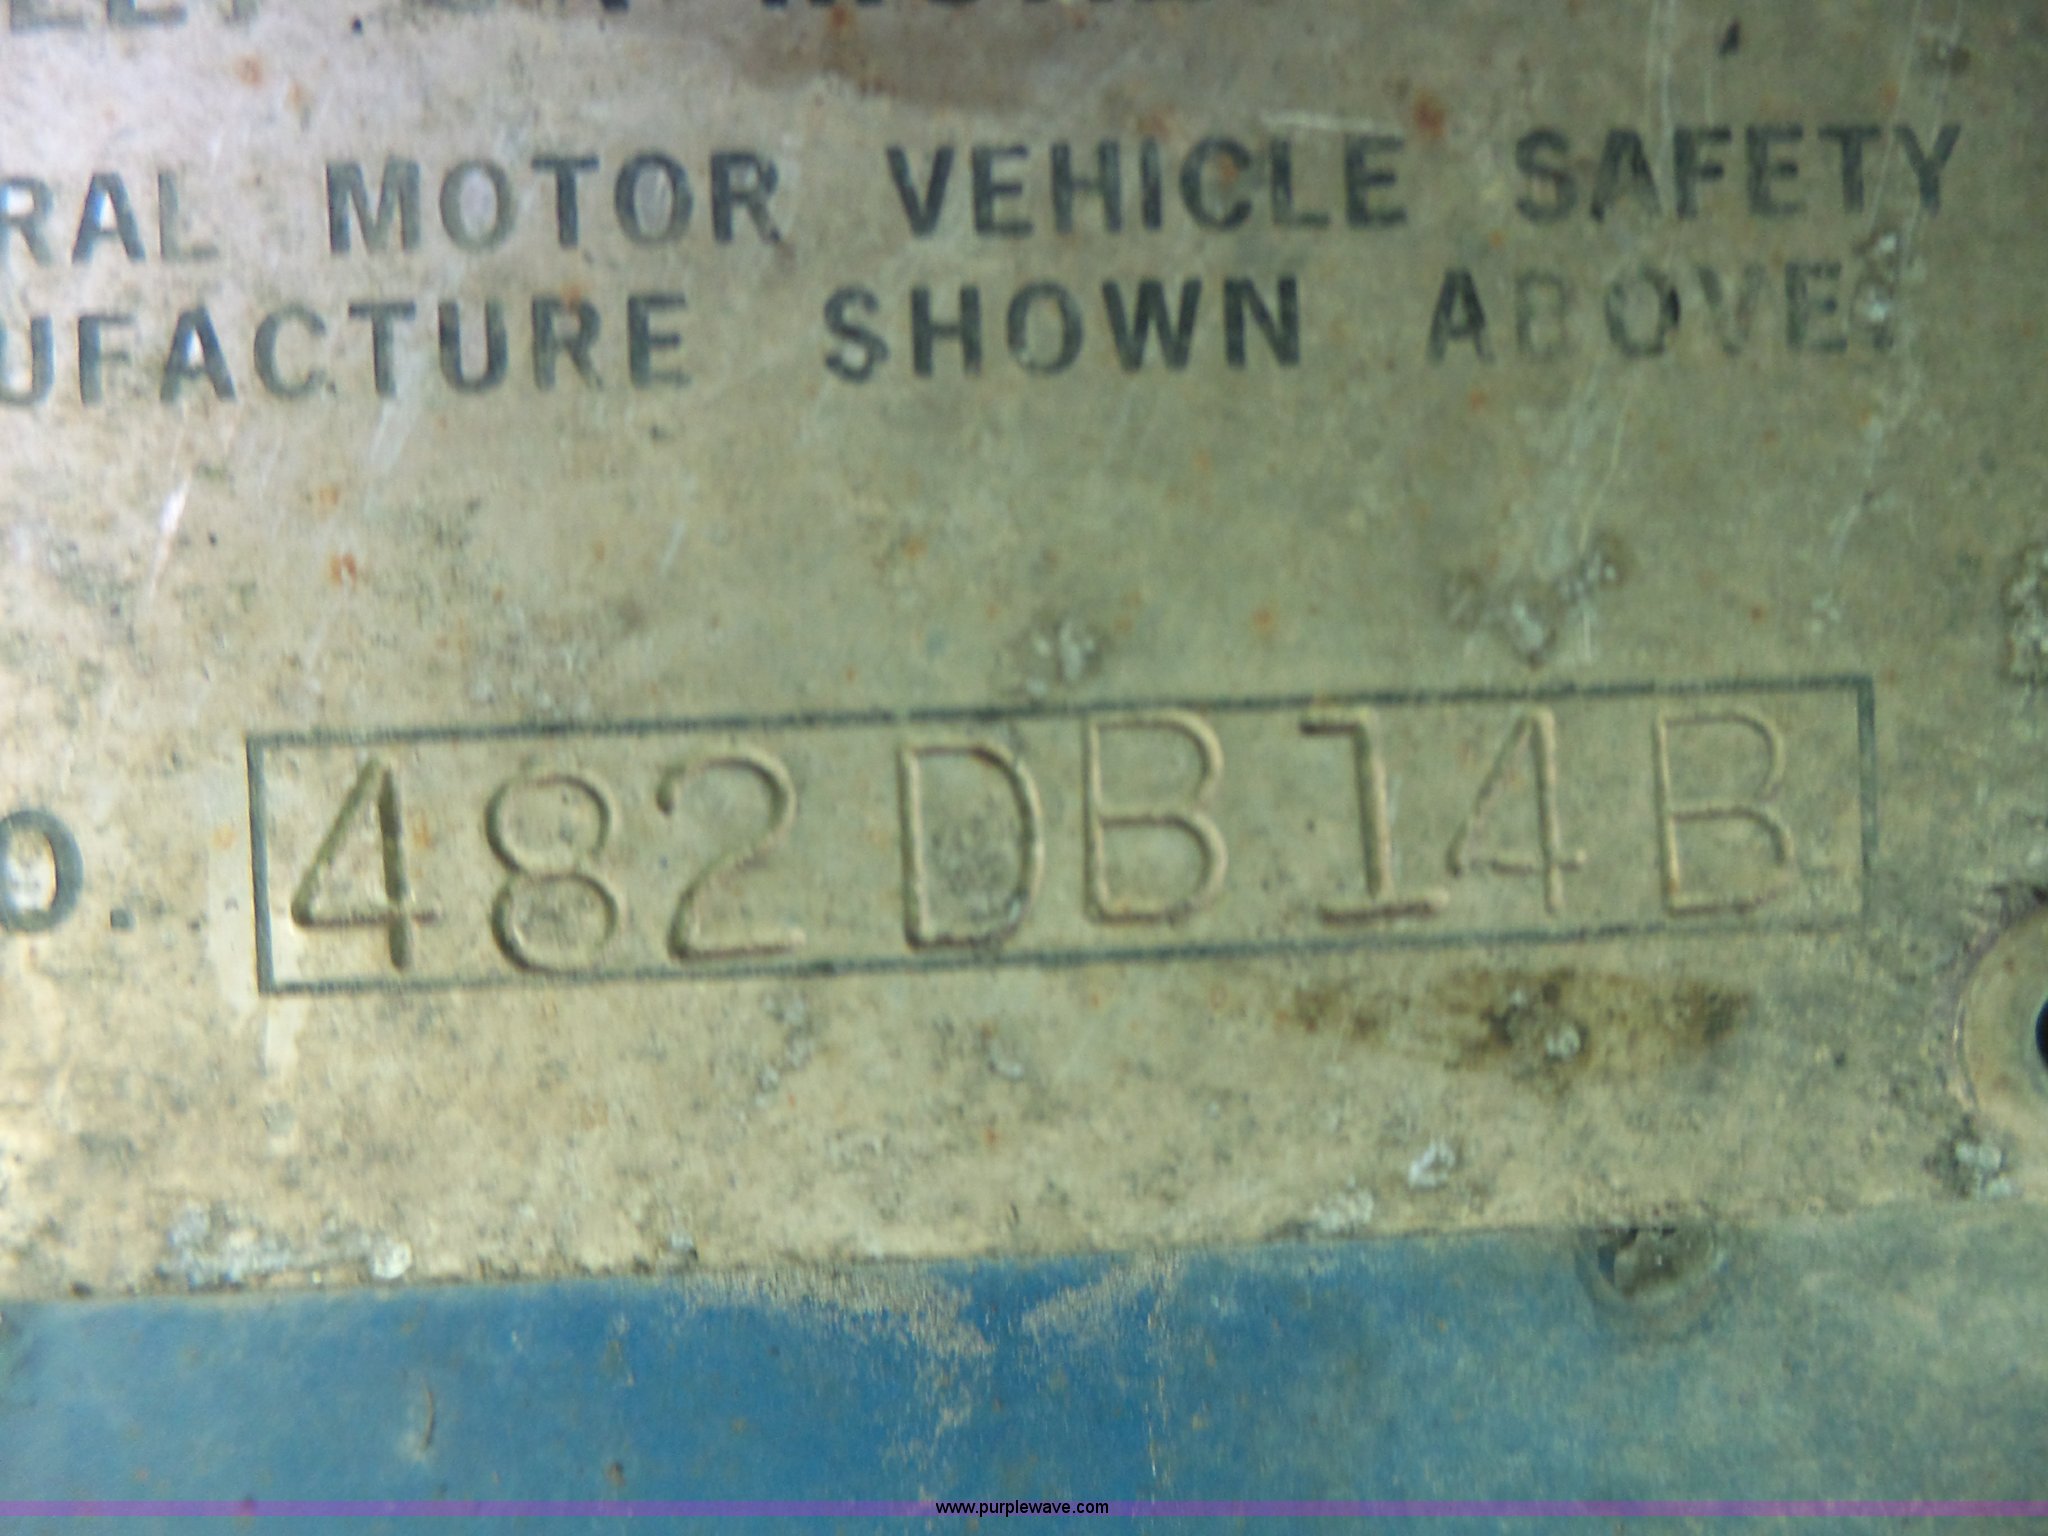 RAL MOTOR VEHICLE SAFETY
UFACTURE SHOWN ABOVE.
O. 482DB14B
www.purplewave.com